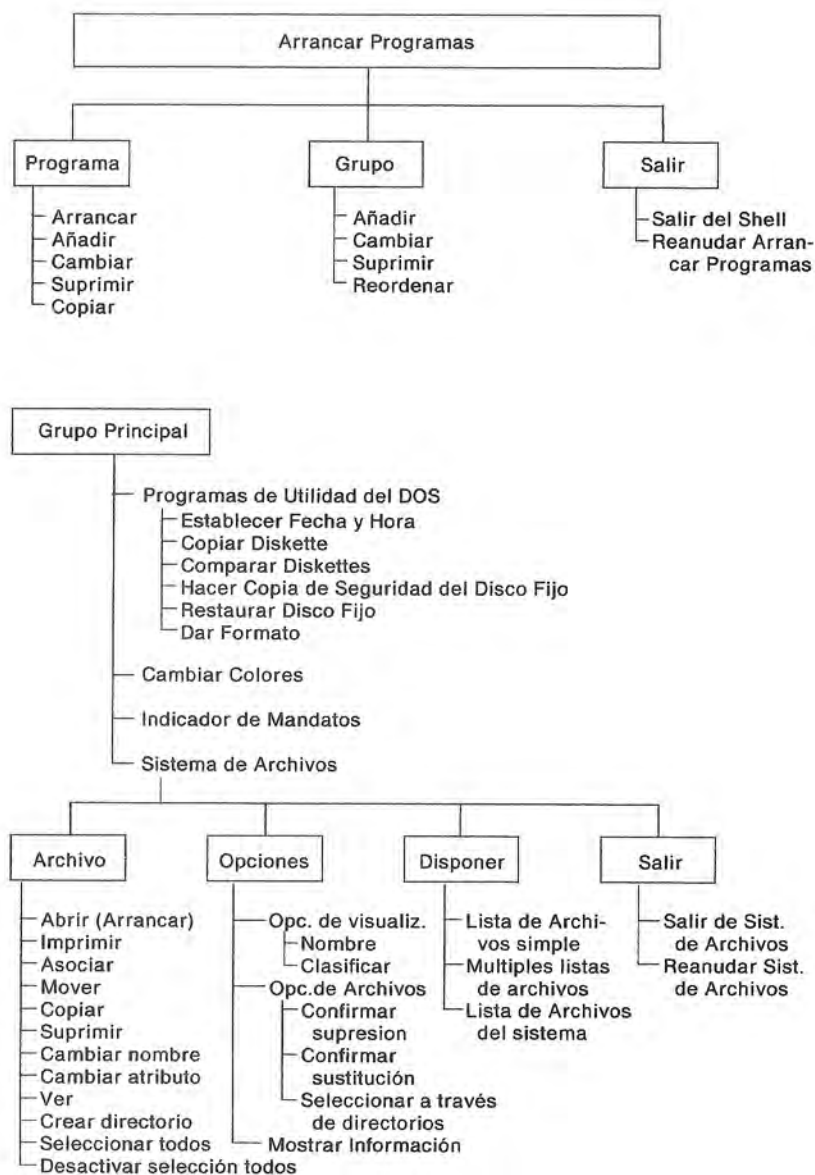 Arrancar Programas
Programa
Arrancar
Añadir
Cambiar
Suprimir
Copiar
Grupo
Añadir
Cambiar
Suprimir
Reordenar
Salir
Salir del Shell
Reanudar Arran-
car Programas
Grupo Principal
Programas de Utilidad del DOS
Establecer Fecha y Hora
Copiar Diskette
Comparar Diskettes
Hacer Copia de Seguridad del Disco Fijo
Restaurar Disco Fijo
Dar Formato
Cambiar Colores
Indicador de Mandatos
Sistema de Archivos
Archivo
Abrir (Arrancar)
Imprimir
Asociar
Mover
Copiar
Suprimir
Cambiar nombre
Cambiar atributo
Ver
Crear directorio
Seleccionar todos
Desactivar selección todos
Opciones
Opc. de visualiz.
Nombre
Clasificar
Opc.de Archivos
Confirmar
supresion
Confirmar
sustitución
Seleccionar a través
de directorios
Mostrar Información
Disponer
Lista de Archi-
vos simple
Multiples listas
de archivos
Lista de Archivos
del sistema
Salir
Salir de Sist.
de Archivos
Reanudar Sist.
de Archivos